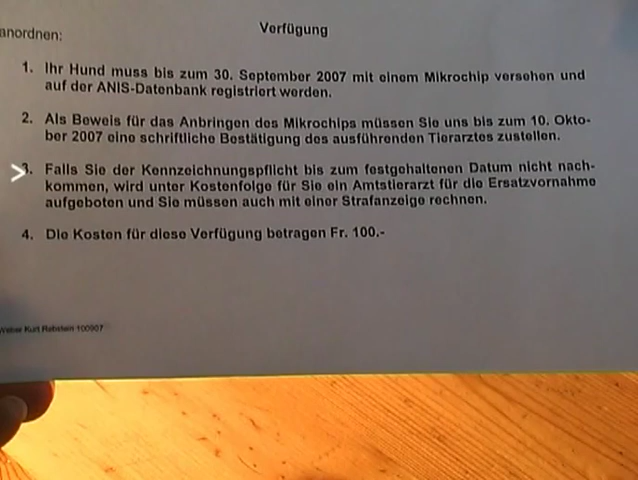 anordnen:
Verfügung
1. Ihr Hund muss bis zum 30. September 2007 mit einem Mikrochip versehen und
auf der ANIS-Datenbank registriert werden.
2. Als Beweis für das Anbringen des Mikrochips müssen Sie uns bis zum 10. Okto-
ber 2007 eine schriftliche Bestätigung des ausführenden Tierarztes zustellen.
3. Falls Sie der Kennzeichnungspflicht bis zum festgehaltenen Datum nicht nach-
kommen, wird unter Kostenfolge für Sie ein Amtstierarzt für die Ersatzvornahme
aufgeboten und Sie müssen auch mit einer Strafanzeige rechnen.
4. Die Kosten für diese Verfügung betragen Fr. 100.-
Kurt Rebstein 100907